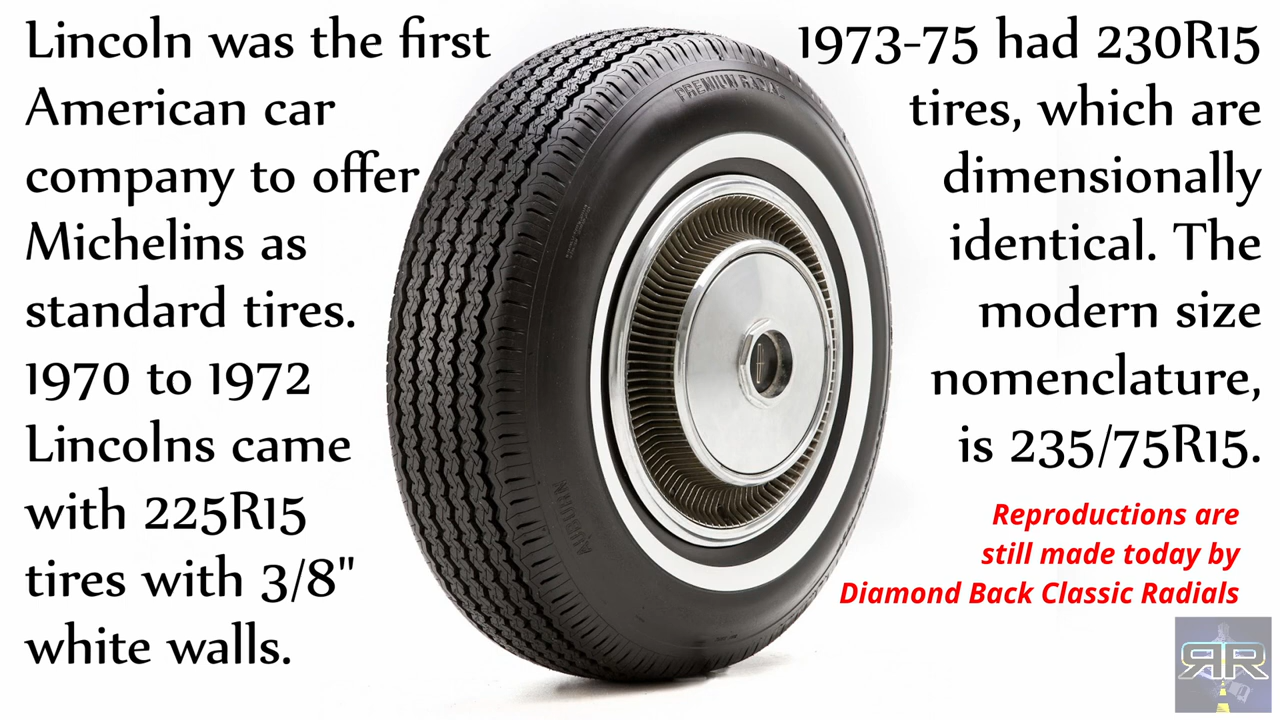 Lincoln was the first
American car
company to offer
Michelins as
standard tires.
1970 to 1972
Lincolns came
with 225R15
tires with 3/8"
white walls.
PREMIUM RADIAL
AUBURN
1973-75 had 230R15
tires, which are
dimensionally
identical. The
modern size
nomenclature,
is 235/75R15.
Reproductions are
still made today by
Diamond Back Classic Radials